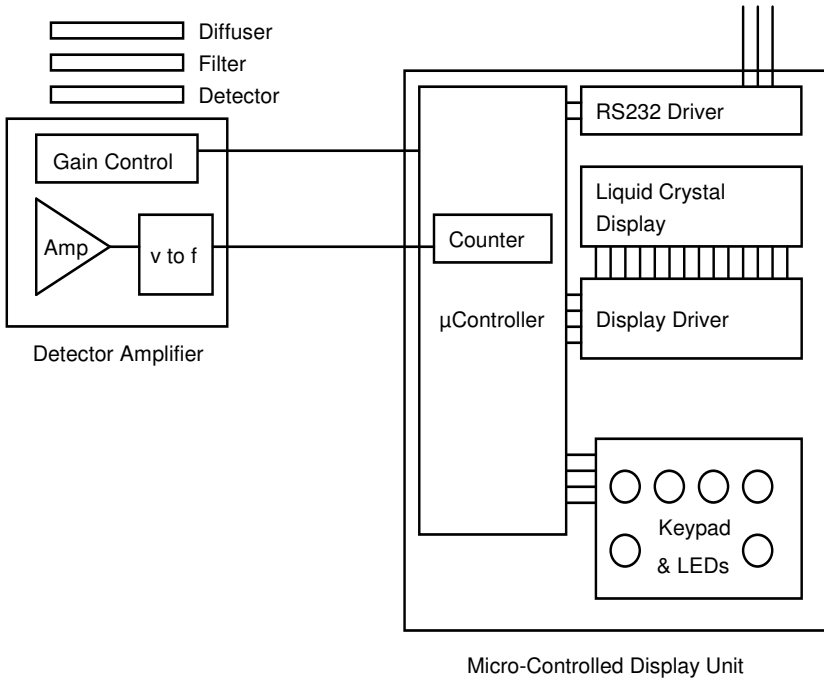 Diffuser
Filter
Detector
Gain Control
Amp
v to f
Detector Amplifier
Counter
µController
RS232 Driver
Liquid Crystal
Display
Display Driver
Keypad
& LEDs
Micro-Controlled Display Unit